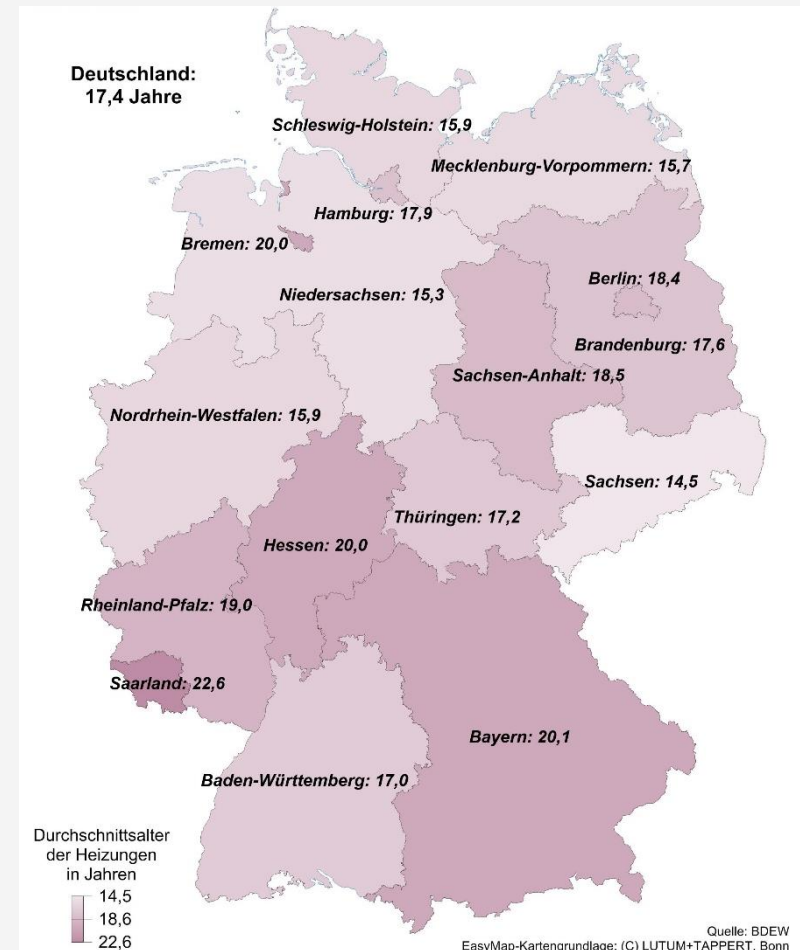 Deutschland:
17,4 Jahre
Schleswig-Holstein: 15,9
Mecklenburg-Vorpommern: 15,7
Hamburg: 17,9
Bremen: 20,0
Berlin: 18,4
Niedersachsen: 15,3
Brandenburg: 17,6
Sachsen-Anhalt: 18,5
Nordrhein-Westfalen: 15,9
Sachsen: 14,5
Thüringen: 17,2
Hessen: 20,0
Rheinland-Pfalz: 19,0
Saarland: 22,6
Bayern: 20,1
Baden-Württemberg: 17,0
Durchschnittsalter
der Heizungen
in Jahren
14,5
18,6
22,6
Quelle: BDEW
EasyMap-Kartengrundlage: (C) LUTUM+TAPPERT, Bonn